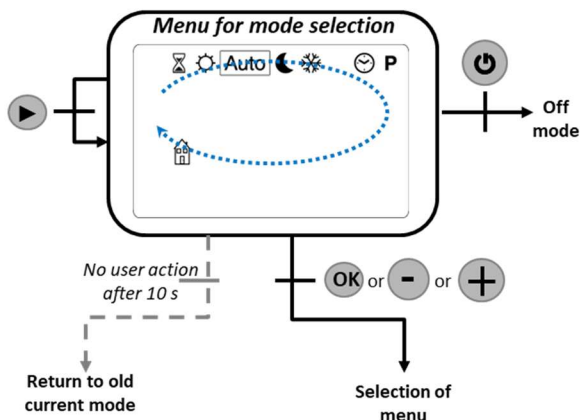 Menu for mode selection
Auto P
Off
mode
No user action
after 10 s
OK or - or +
Return to old
current mode
Selection of
menu